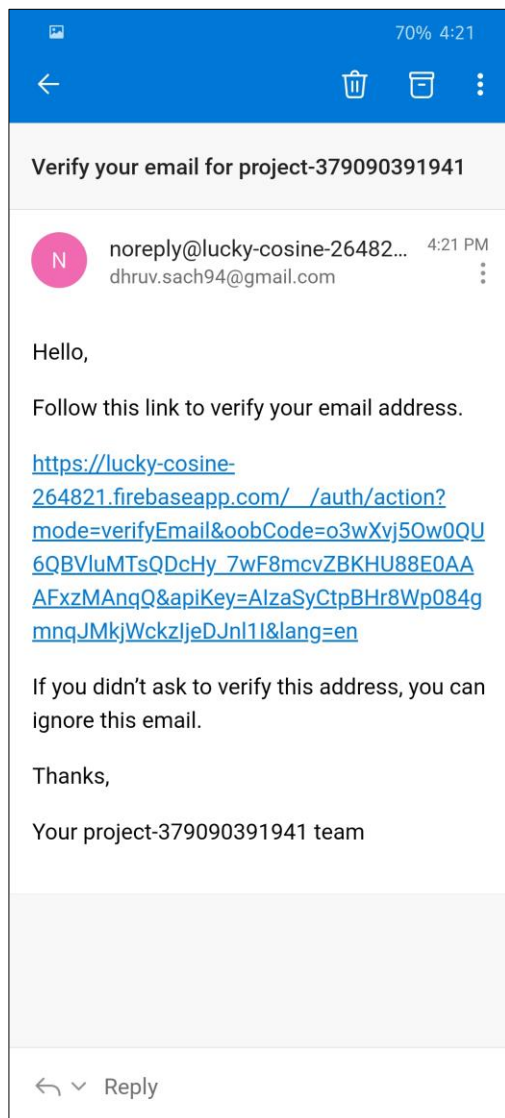 70% 4:21
Verify your email for project-379090391941
N
noreply@lucky-cosine-26482... 4:21 PM
dhruv.sach94@gmail.com
Hello,
Follow this link to verify your email address.
https://lucky-cosine-
264821.firebaseapp.com/__/auth/action?
mode=verifyEmail&oobCode=o3wXvj5Ow0QU
6QBVluMTsQDcHy_7wF8mcvZBKHU88E0AA
AFxzMAnqQ&apiKey=AIzaSyCtpBHr8Wp084g
mnqJMkjWckzIjeDJnl1I&lang=en
If you didn’t ask to verify this address, you can
ignore this email.
Thanks,
Your project-379090391941 team
Reply